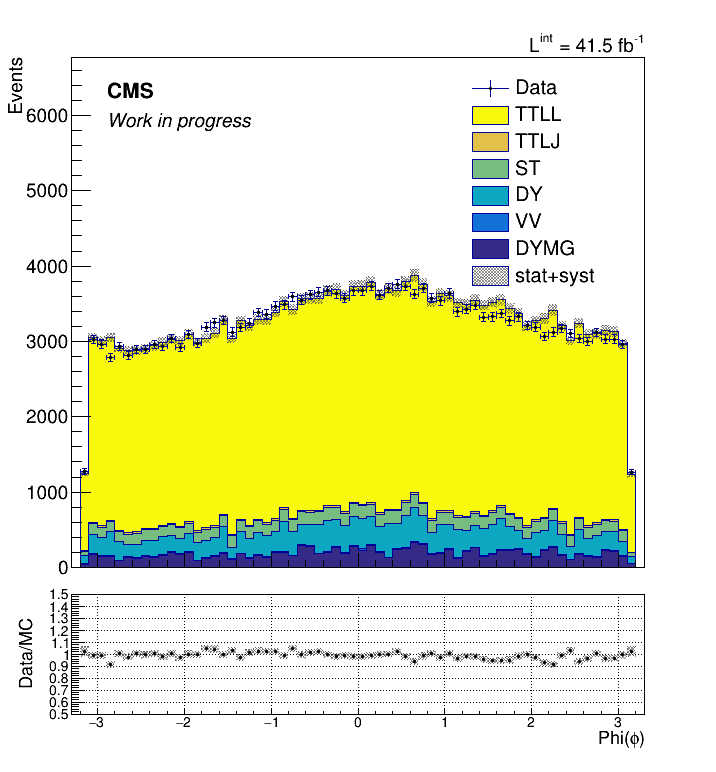 L^int = 41.5 fb^-1
Events
CMS
Work in progress
Data
TTLL
TTLJ
ST
DY
VV
DYMG
stat+syst
6000
5000
4000
3000
2000
1000
0
Data/MC
1.5
1.4
1.3
1.2
1.1
1
0.9
0.8
0.7
0.6
0.5
−3 −2 −1 0 1 2 3
Phi(ϕ)